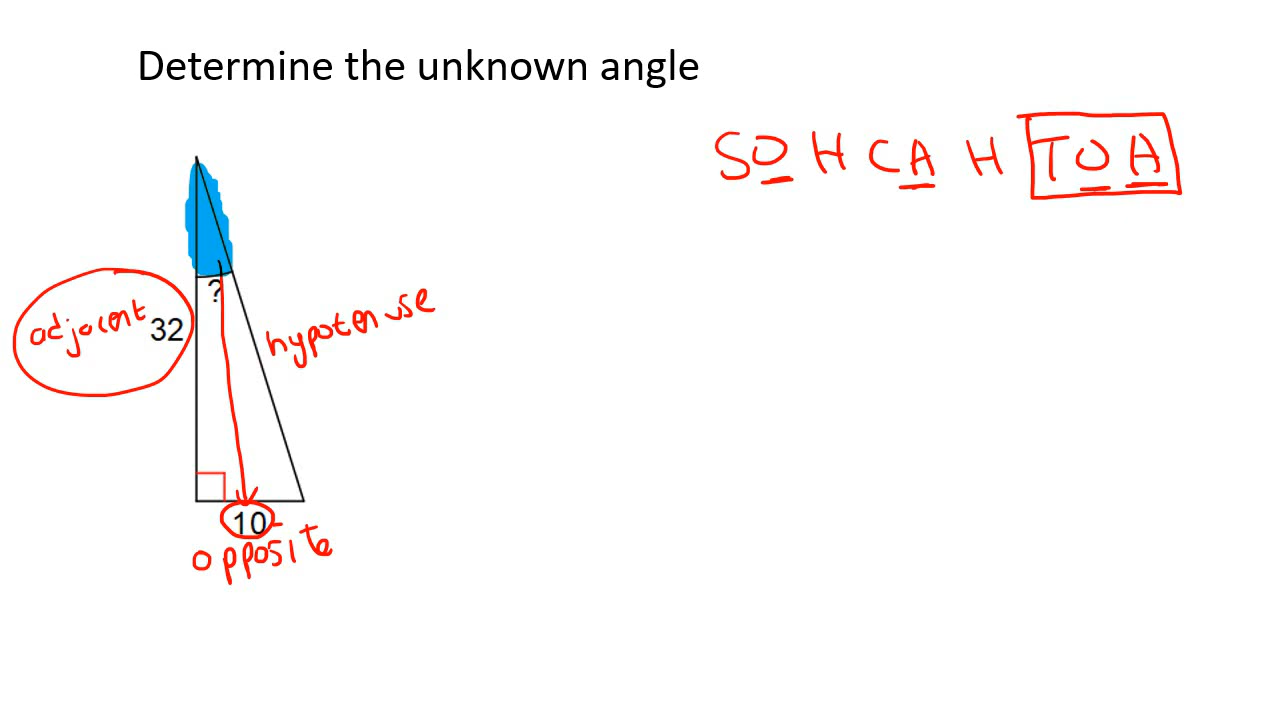 Determine the unknown angle
SOH CAH TOA
?
adjacent 32
hypotenuse
10
opposite